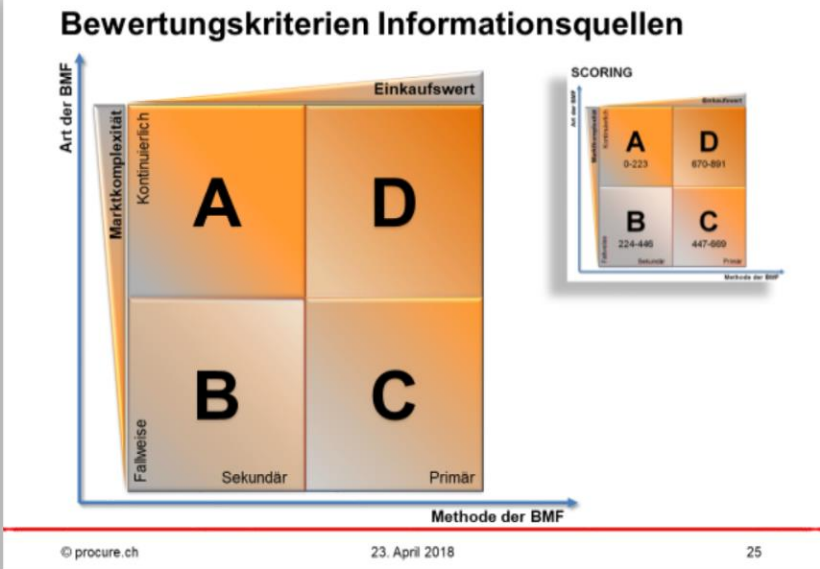 Bewertungskriterien Informationsquellen
Art der BMF
Einkaufswert
Marktkomplexität
Kontinuierlich
A
D
Fallweise
B
C
Sekundär
Primär
Methode der BMF
SCORING
Art der BMF
Einkaufswert
Marktkomplexität
Kontinuierlich
A
D
0-223
670-891
Fallweise
B
C
224-446
447-669
Sekundär
Primär
Methode der BMF
© procure.ch
23. April 2018
25